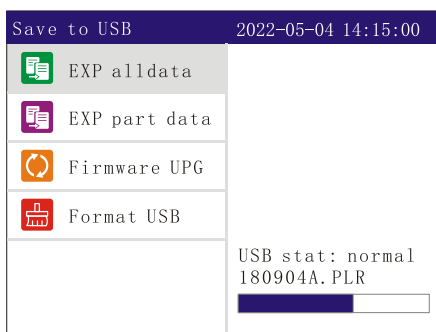 Save to USB
2022-05-04 14:15:00
EXP alldata
EXP part data
Firmware UPG
Format USB
USB stat: normal
180904A.PLR